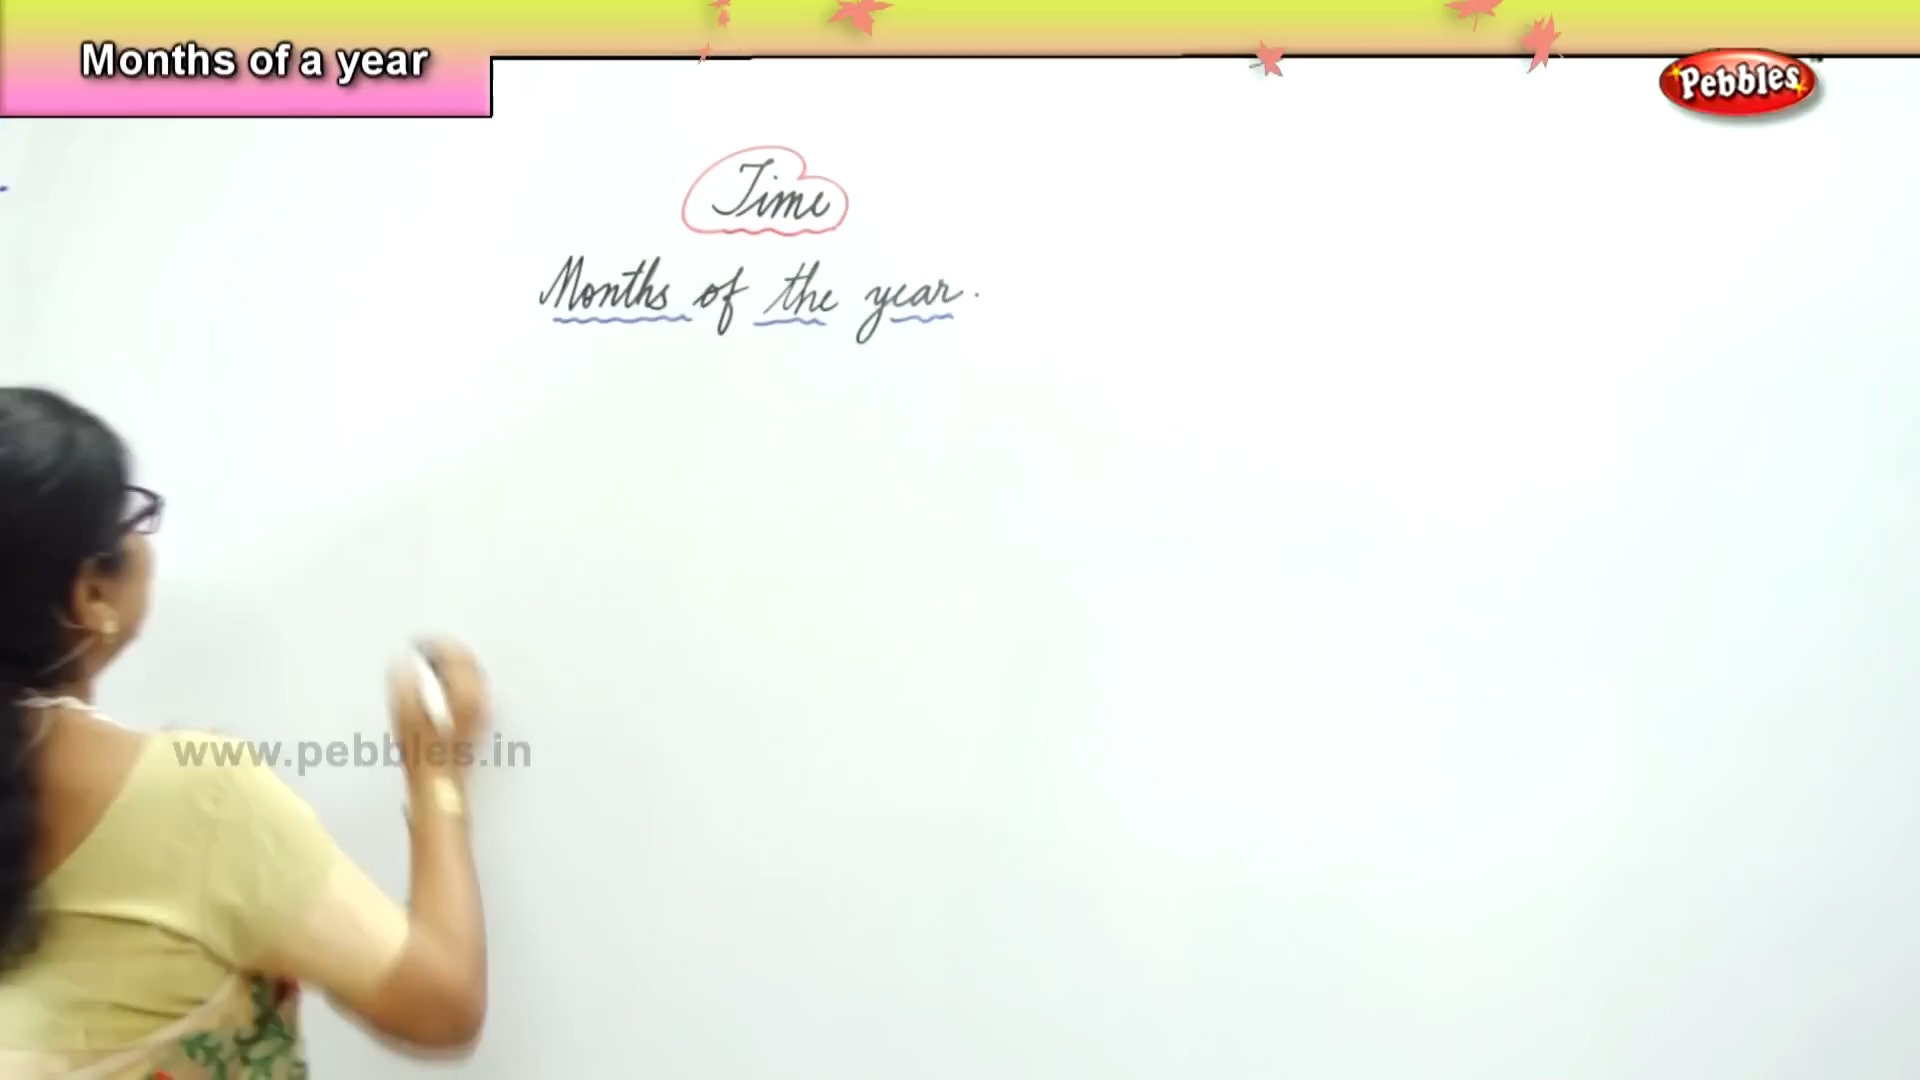 Months of a year
Pebbles
Time
Months of the year.
www.pebbles.in